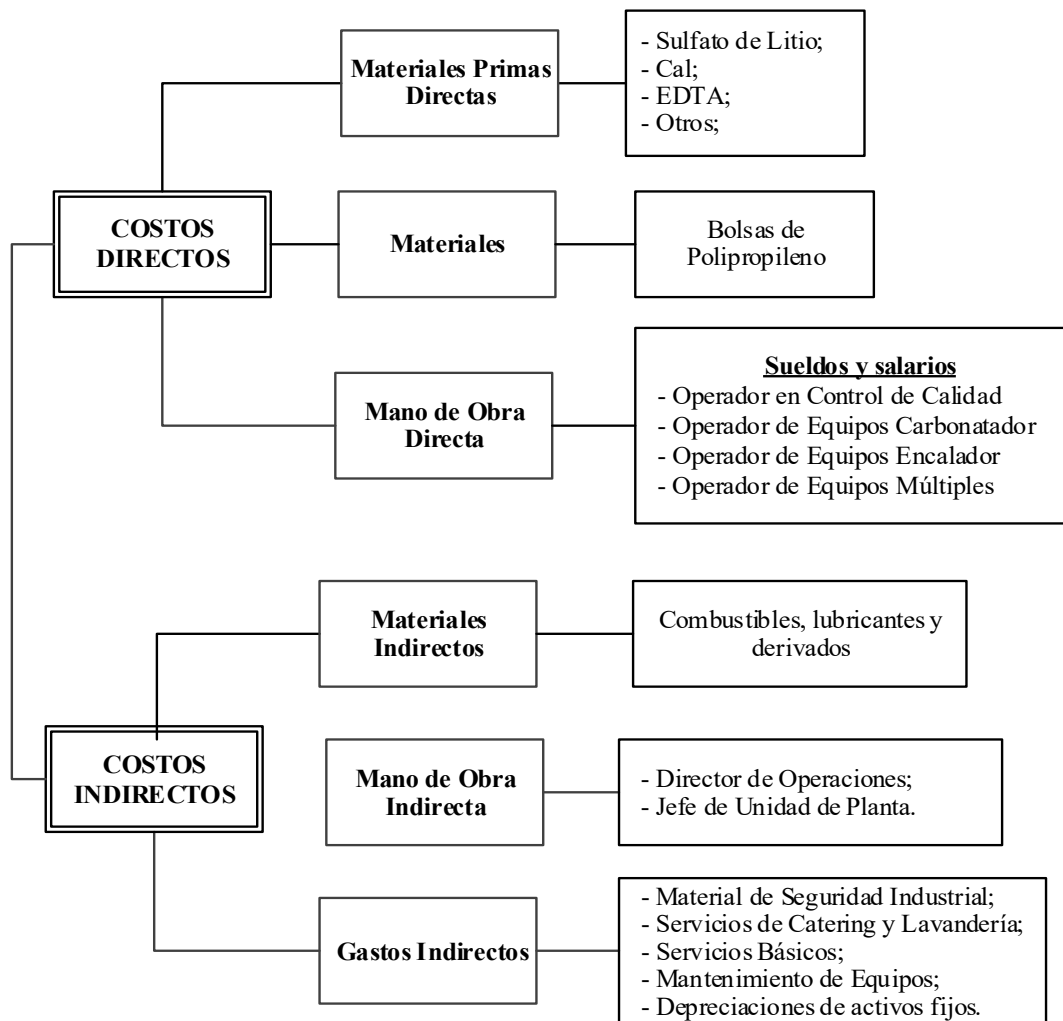 Materiales Primas
Directas
- Sulfato de Litio;
- Cal;
- EDTA;
- Otros;
COSTOS
DIRECTOS
Materiales
Bolsas de
Polipropileno
Mano de Obra
Directa
Sueldos y salarios
- Operador en Control de Calidad
- Operador de Equipos Carbonatador
- Operador de Equipos Encalador
- Operador de Equipos Múltiples
Materiales
Indirectos
Combustibles, lubricantes y
derivados
COSTOS
INDIRECTOS
Mano de Obra
Indirecta
- Director de Operaciones;
- Jefe de Unidad de Planta.
Gastos Indirectos
- Material de Seguridad Industrial;
- Servicios de Catering y Lavandería;
- Servicios Básicos;
- Mantenimiento de Equipos;
- Depreciaciones de activos fijos.